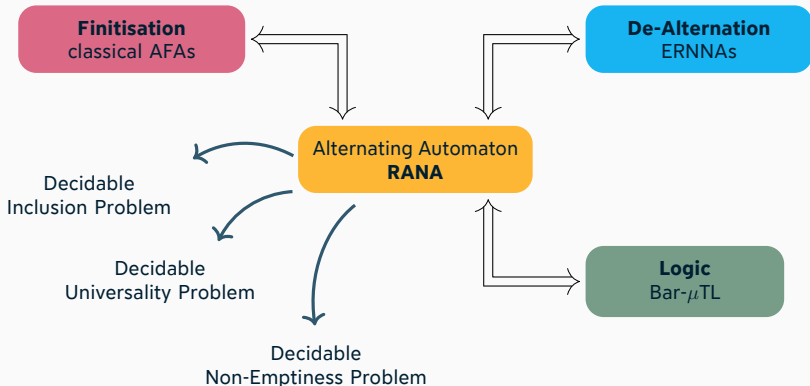 Finitisation
classical AFAs
De-Alternation
ERNNAs
Alternating Automaton
RANA
Decidable
Inclusion Problem
Decidable
Universality Problem
Logic
Bar-μTL
Decidable
Non-Emptiness Problem